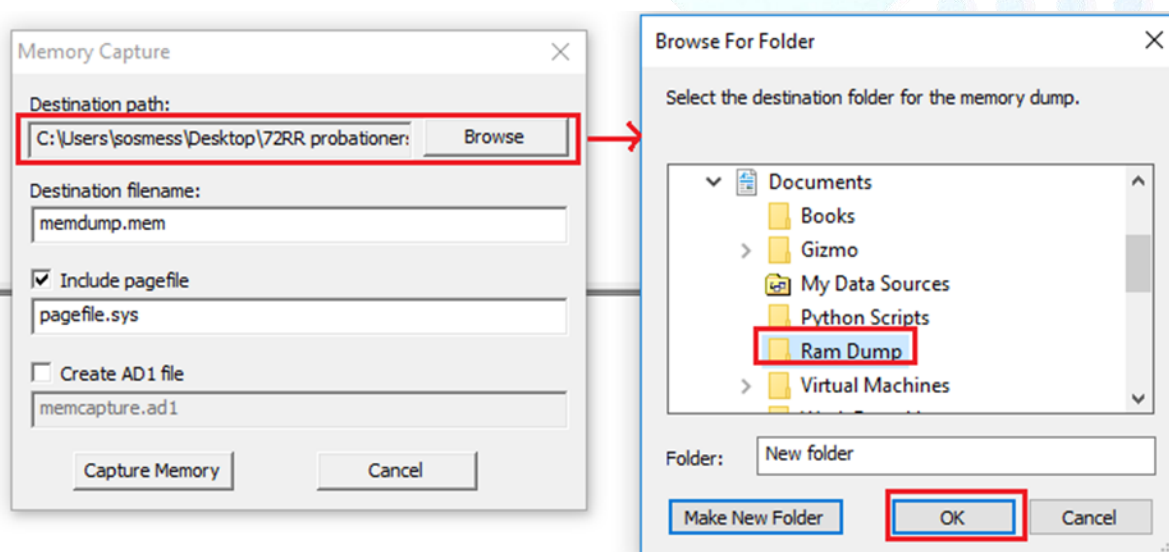 Memory Capture
Destination path:
C:\Users\sosmess\Desktop\72RR probationers
Browse
Destination filename:
memdump.mem
Include pagefile
pagefile.sys
Create AD1 file
memcapture.ad1
Capture Memory
Cancel
Browse For Folder
Select the destination folder for the memory dump.
Documents
Books
Gizmo
My Data Sources
Python Scripts
Ram Dump
Virtual Machines
Folder:
New folder
Make New Folder
OK
Cancel